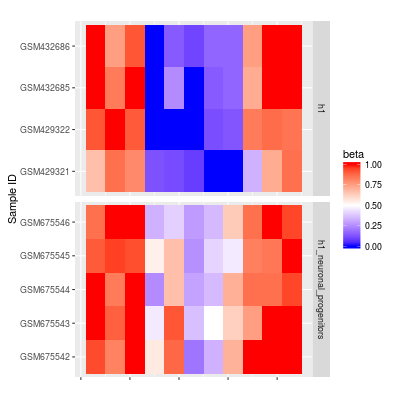 GSM432686
GSM432685
GSM429322
GSM429321
h1
GSM675546
GSM675545
GSM675544
GSM675543
GSM675542
h1_neuronal_progenitors
Sample ID
beta
1.00
0.75
0.50
0.25
0.00